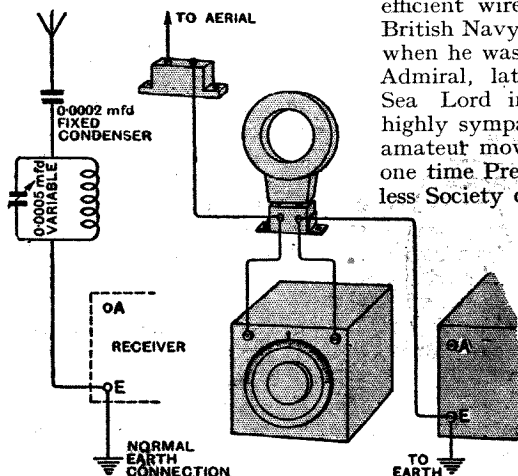 TO AERIAL
0·0002 mfd
FIXED
CONDENSER
0·0005 mfd
VARIABLE
A
RECEIVER
E
NORMAL
EARTH
CONNECTION
A
E
TO
EARTH
efficient wire
British Navy
when he was
Admiral, lat
Sea Lord in
highly sympa
amateur mov
one time Pre
less Society o